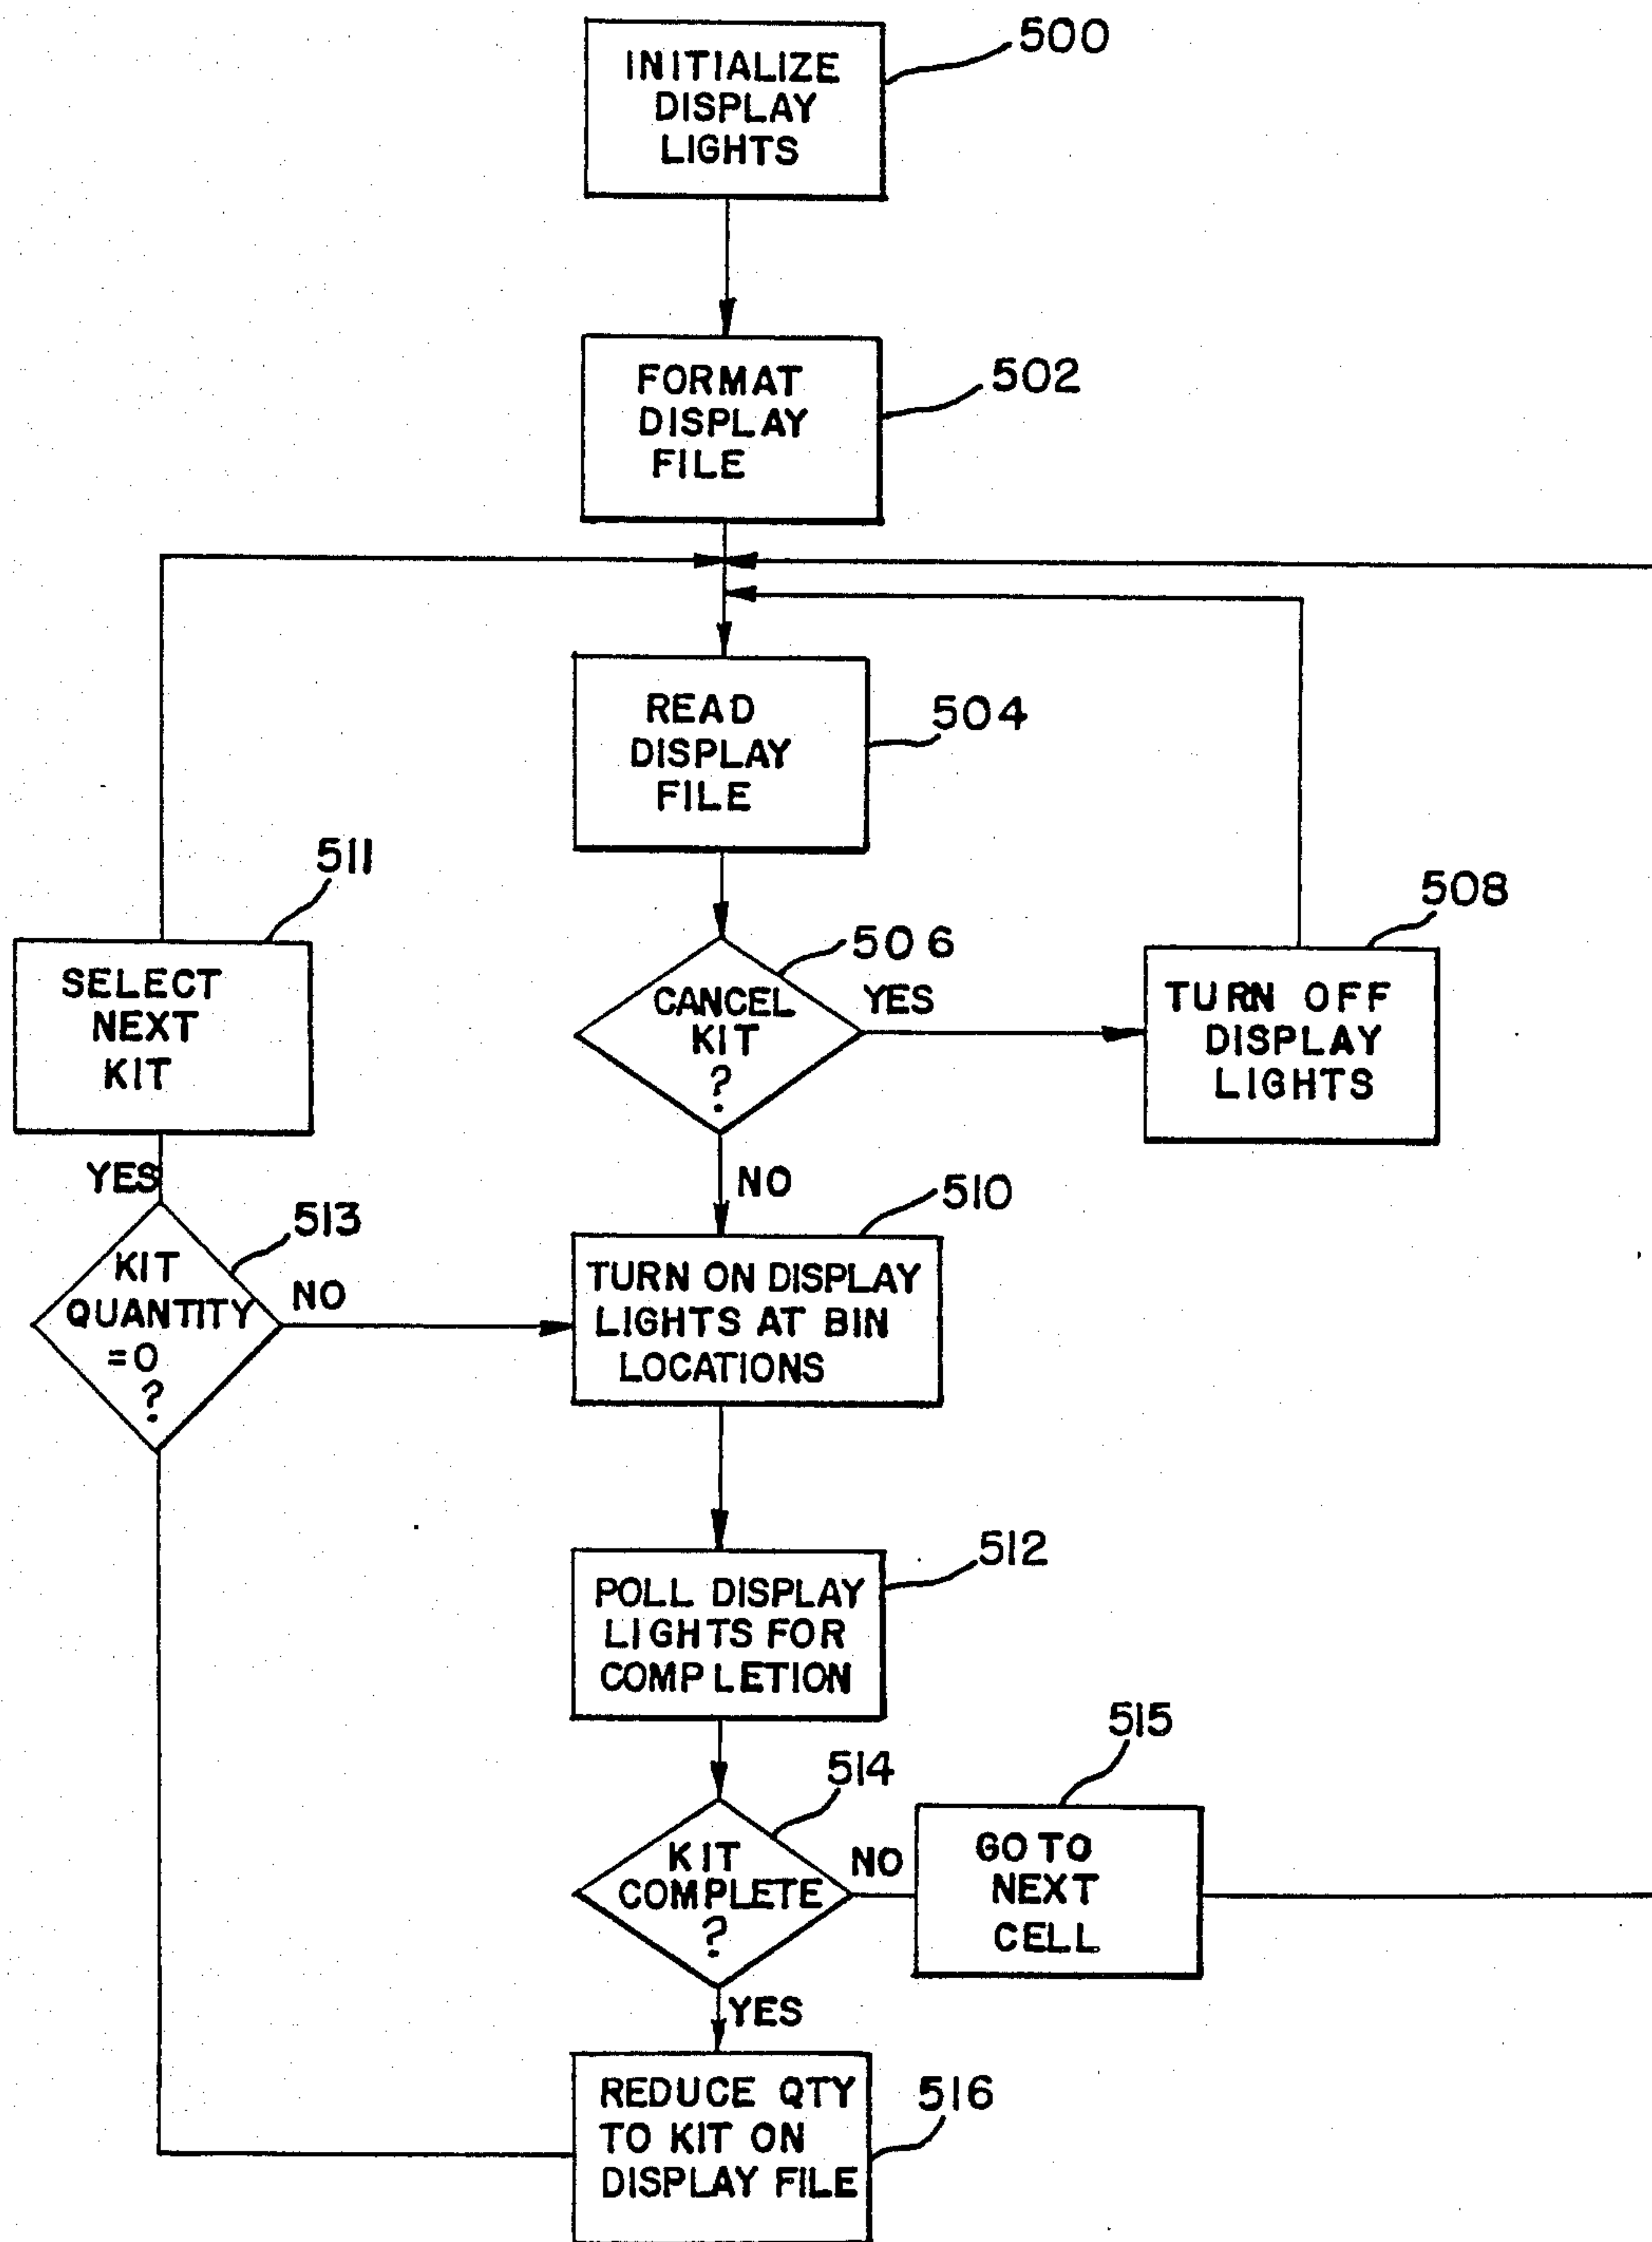 500
INITIALIZE
DISPLAY
LIGHTS
502
FORMAT
DISPLAY
FILE
504
READ
DISPLAY
FILE
511
SELECT
NEXT
KIT
506
CANCEL
KIT
?
YES
508
TURN OFF
DISPLAY
LIGHTS
YES
NO
513
KIT
QUANTITY
=0
?
NO
510
TURN ON DISPLAY
LIGHTS AT BIN
LOCATIONS
512
POLL DISPLAY
LIGHTS FOR
COMPLETION
514
KIT
COMPLETE
?
NO
515
GO TO
NEXT
CELL
YES
516
REDUCE QTY
TO KIT ON
DISPLAY FILE